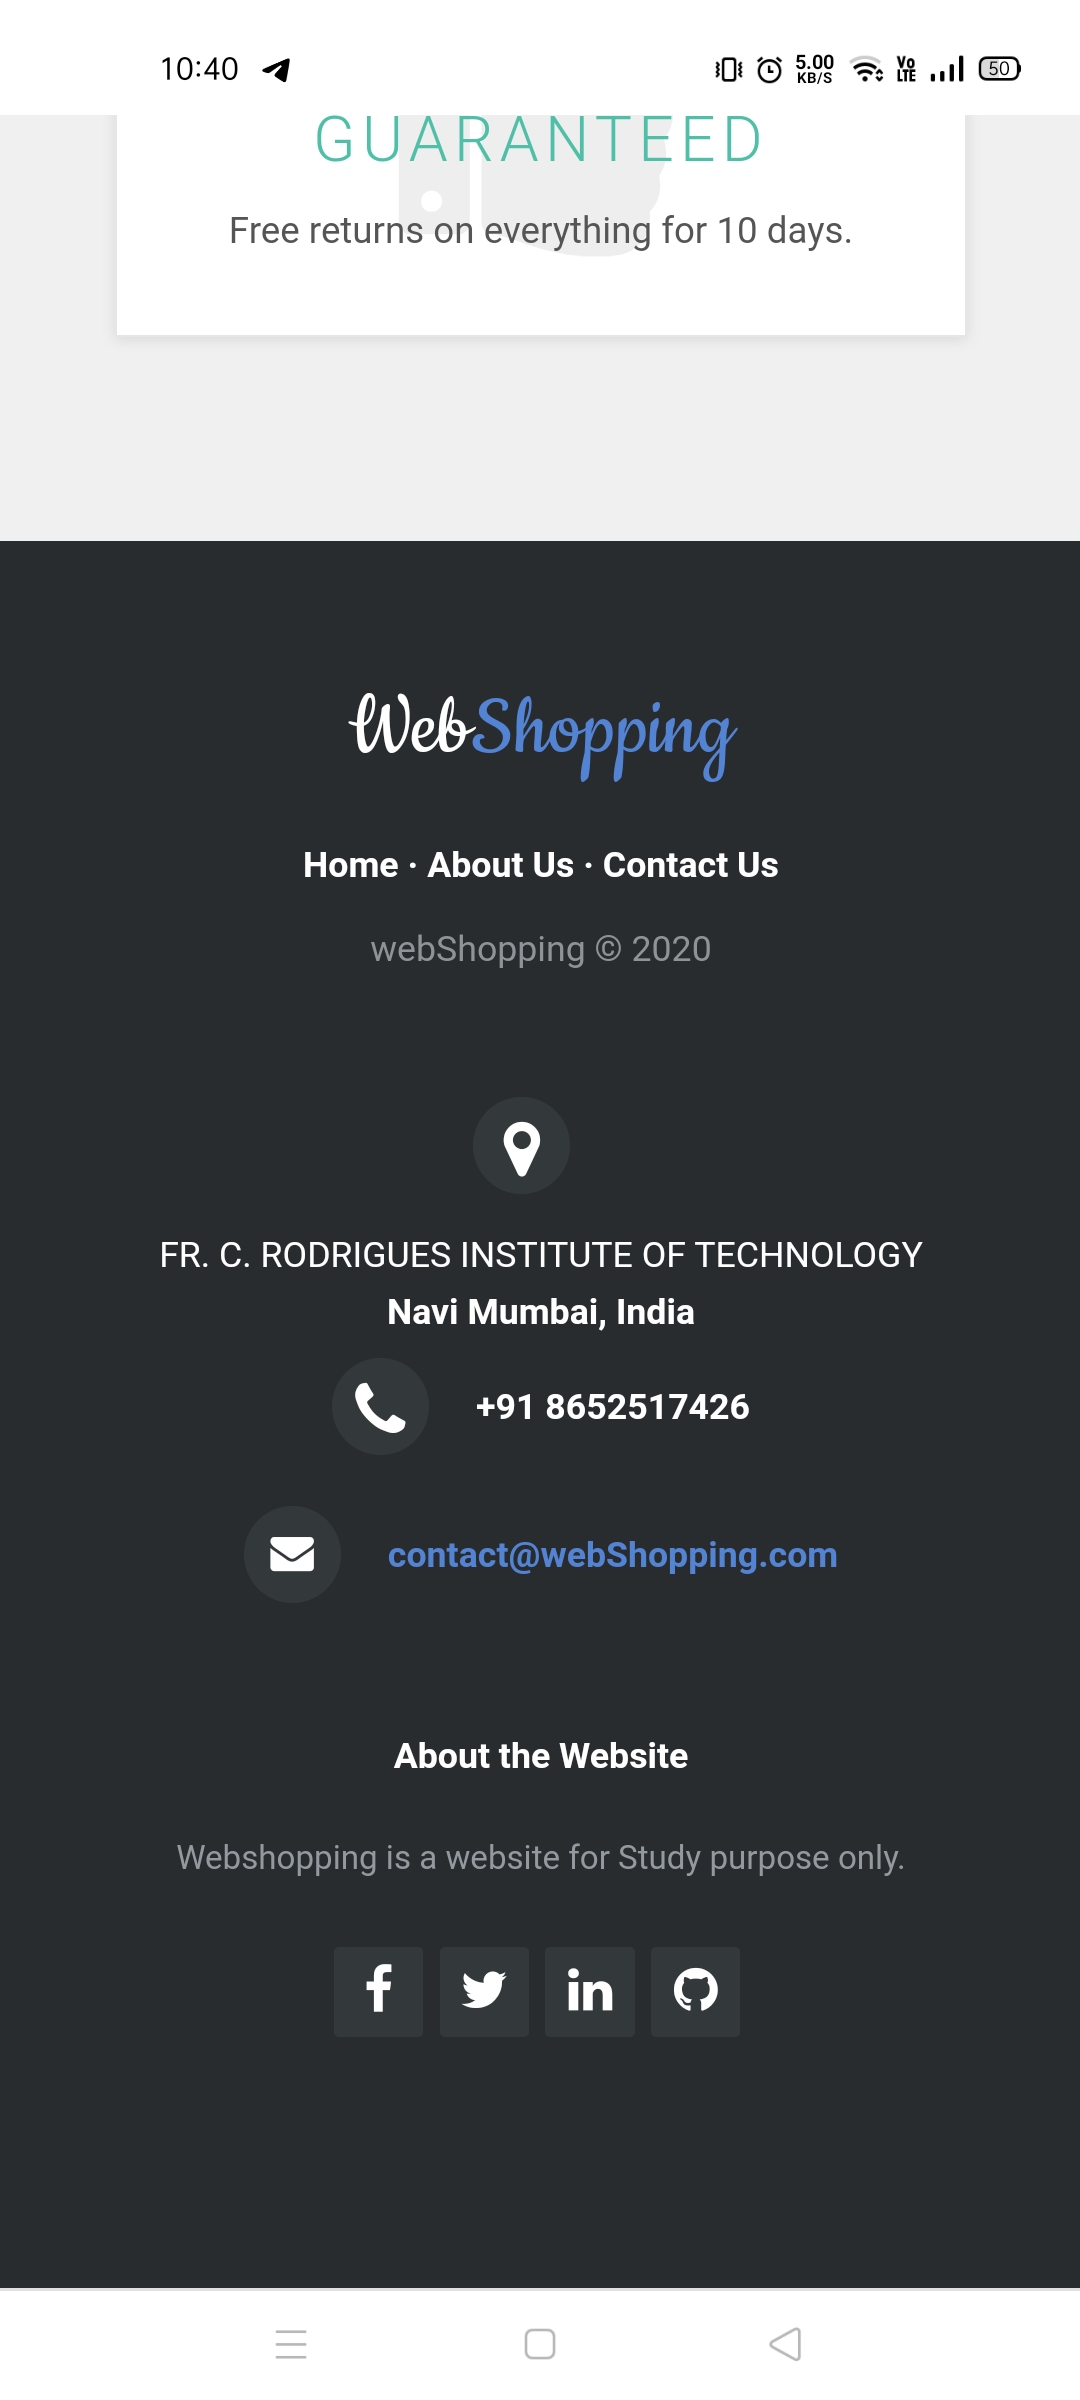 10:40
5.00
KB/S
Vo
LTE
50
GUARANTEED
Free returns on everything for 10 days.
WebShopping
Home · About Us · Contact Us
webShopping © 2020
FR. C. RODRIGUES INSTITUTE OF TECHNOLOGY
Navi Mumbai, India
+91 8652517426
contact@webShopping.com
About the Website
Webshopping is a website for Study purpose only.